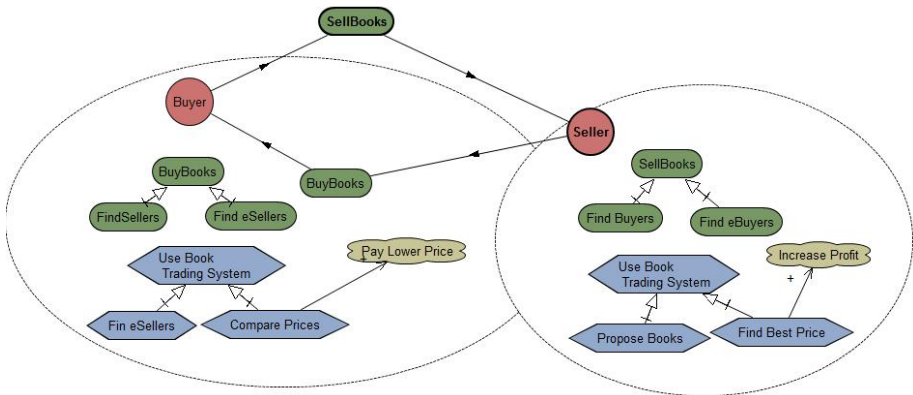 SellBooks
Buyer
Seller
BuyBooks
BuyBooks
FindSellers
Find eSellers
Use Book
Trading System
Pay Lower Price
+
Fin eSellers
Compare Prices
SellBooks
Find Buyers
Find eBuyers
Use Book
Trading System
Increase Profit
+
Propose Books
Find Best Price